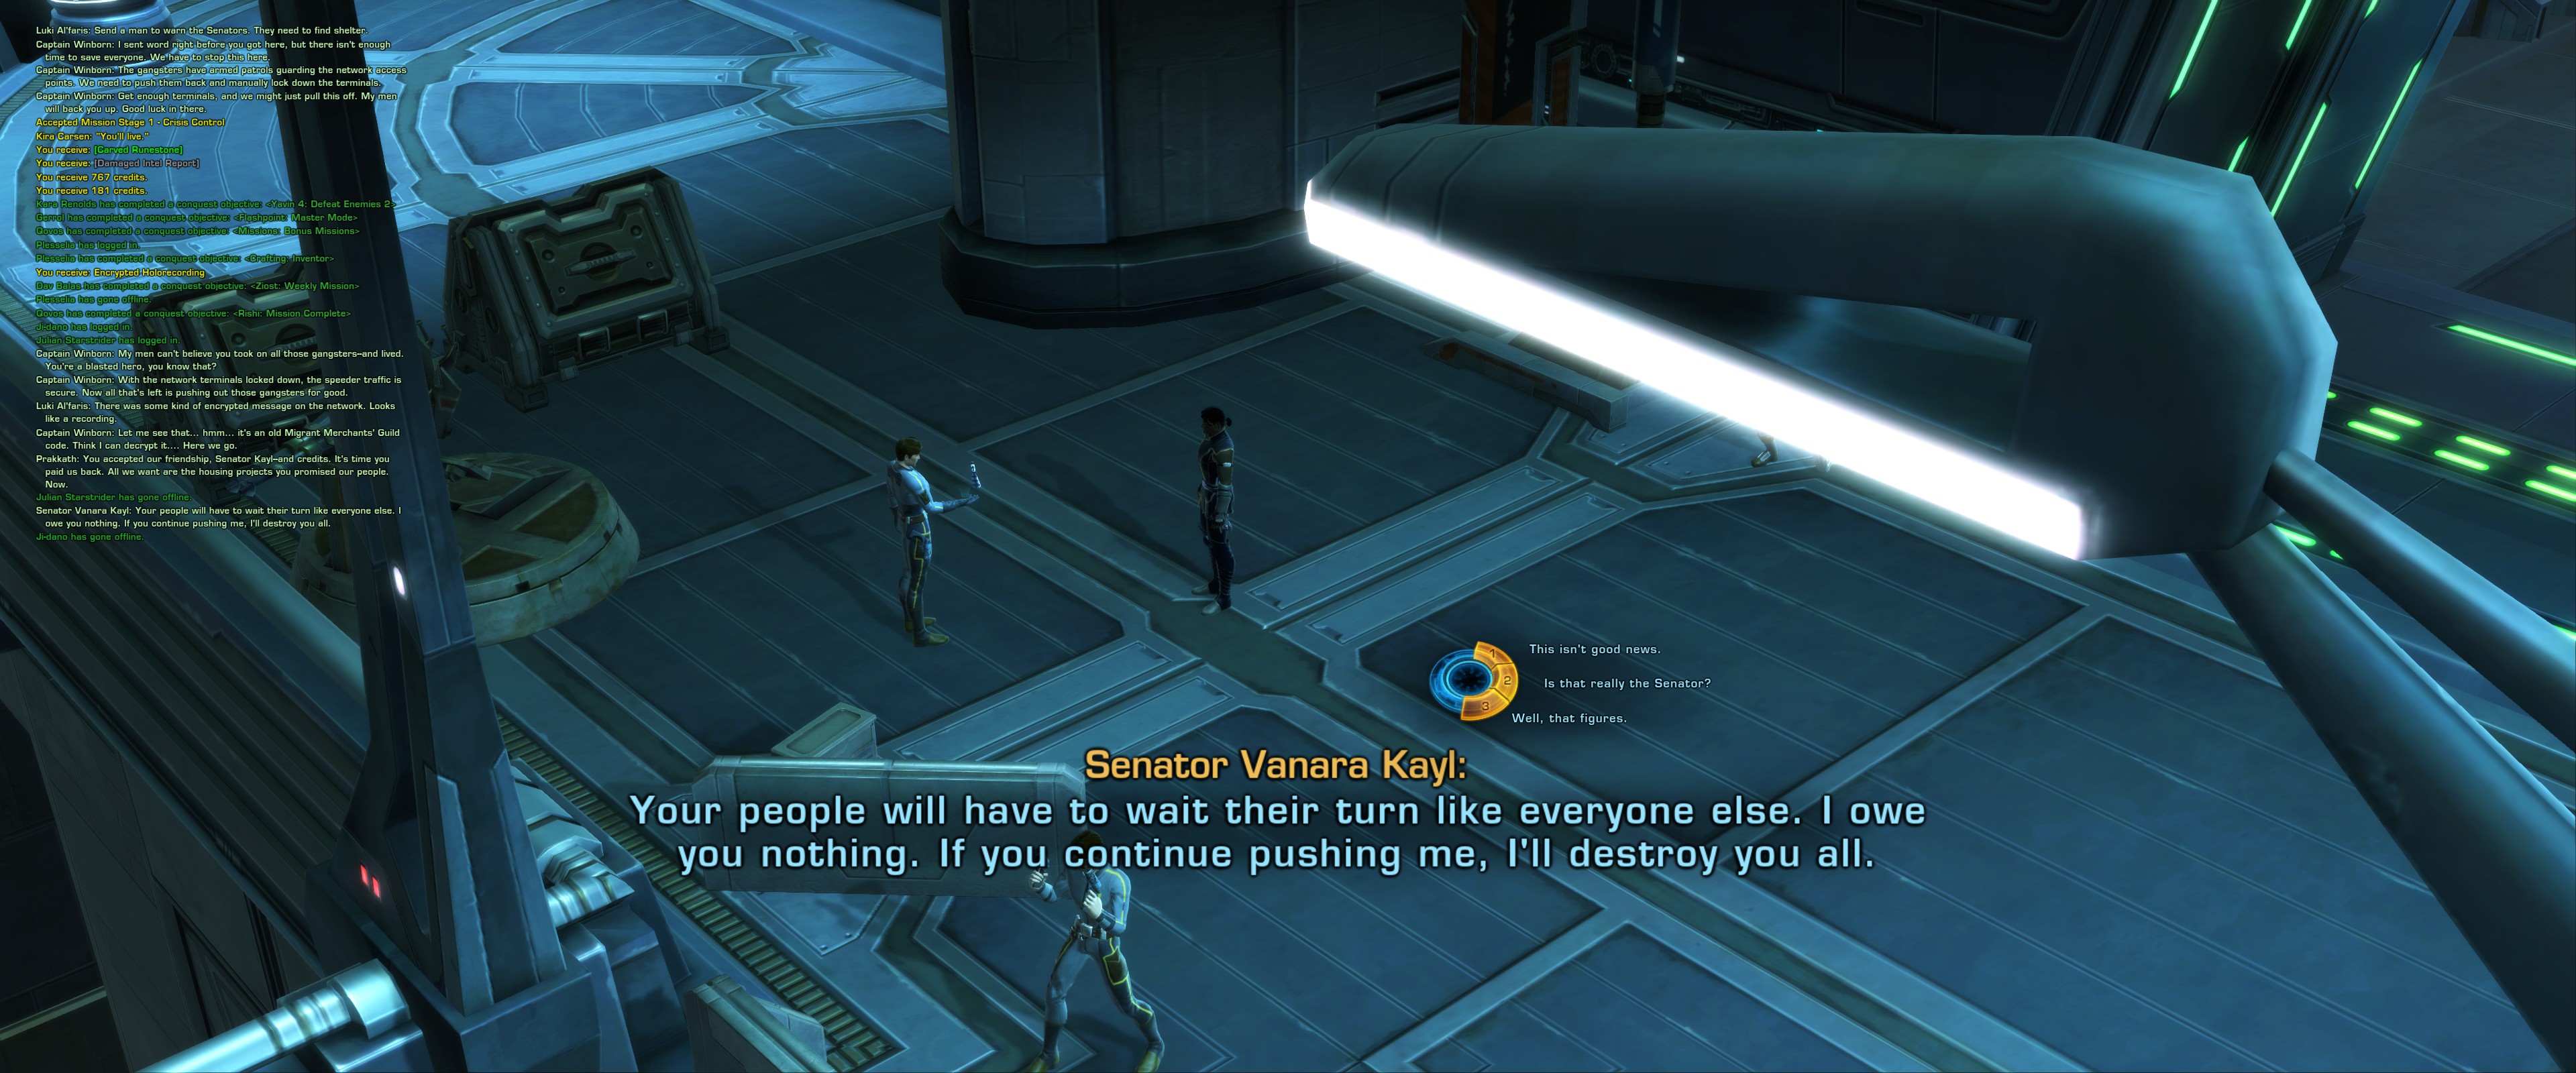 Luki Al'faris: Send a man to warn the Senators. They need to find shelter.
Captain Winborn: I sent word right before you got here, but there isn't enough
time to save everyone. We have to stop this here.
Captain Winborn: The gangsters have armed patrols guarding the network access
points. We need to push them back and manually lock down the terminals.
Captain Winborn: Get enough terminals, and we might just pull this off. My men
will back you up. Good luck in there.
Accepted Mission Stage 1 - Crisis Control
Kira Carsen: "You'll live."
You receive: [Carved Runestone]
You receive: [Damaged Intel Report]
You receive 767 credits.
You receive 181 credits.
Kara Renolds has completed a conquest objective: <Yavin 4: Defeat Enemies 2>
Gerrol has completed a conquest objective: <Flashpoint: Master Mode>
Qovos has completed a conquest objective: <Missions: Bonus Missions>
Plesselia has logged in.
Plesselia has completed a conquest objective: <Crafting: Inventor>
You receive: Encrypted Holorecording
Dav Balas has completed a conquest objective: <Ziost: Weekly Mission>
Plesselia has gone offline.
Qovos has completed a conquest objective: <Rishi: Mission Complete>
Ji-dano has logged in.
Julian Starstrider has logged in.
Captain Winborn: My men can't believe you took on all those gangsters—and lived.
You're a blasted hero, you know that?
Captain Winborn: With the network terminals locked down, the speeder traffic is
secure. Now all that's left is pushing out those gangsters for good.
Luki Al'faris: There was some kind of encrypted message on the network. Looks
like a recording.
Captain Winborn: Let me see that... hmm... it's an old Migrant Merchants' Guild
code. Think I can decrypt it.... Here we go.
Prakkath: You accepted our friendship, Senator Kayl—and credits. It's time you
paid us back. All we want are the housing projects you promised our people.
Now.
Julian Starstrider has gone offline.
Senator Vanara Kayl: Your people will have to wait their turn like everyone else. I
owe you nothing. If you continue pushing me, I'll destroy you all.
Ji-dano has gone offline.
1 This isn't good news.
2 Is that really the Senator?
3 Well, that figures.
Senator Vanara Kayl:
Your people will have to wait their turn like everyone else. I owe
you nothing. If you continue pushing me, I'll destroy you all.